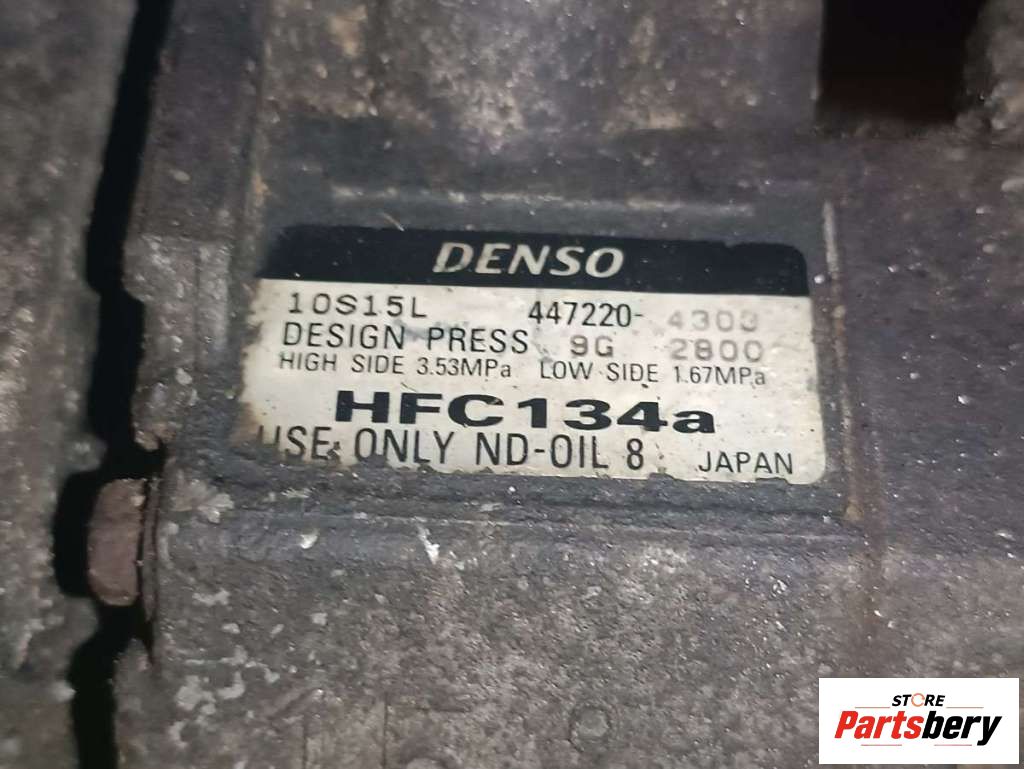 DENSO
10S15L 447220- 4303
DESIGN PRESS 9G 2800
HIGH SIDE 3.53MPa LOW SIDE 1.67MPa
HFC134a
USE ONLY ND-OIL 8 JAPAN
STORE
Partsbery